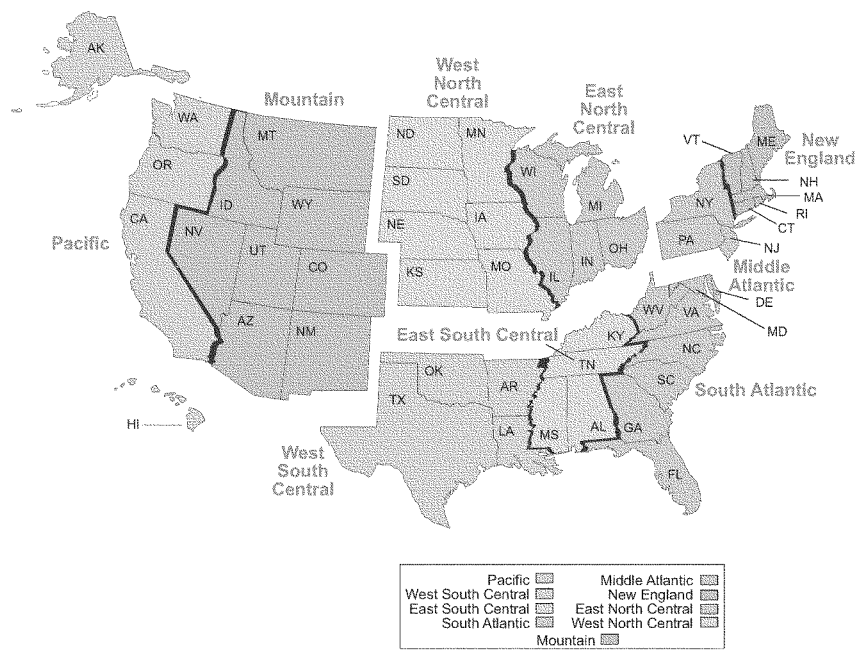 AK
West
North
Central
East
North
Central
Mountain
WA
MT
ND
MN
VT
ME
New
England
OR
ID
WY
SD
WI
MI
NY
NH
MA
RI
CT
CA
NV
UT
CO
NE
IA
IL
IN
OH
PA
NJ
Pacific
KS
MO
Middle
Atlantic
DE
MD
AZ
NM
WV
VA
East South Central
KY
TN
NC
OK
AR
SC
South Atlantic
TX
LA
MS
AL
GA
HI
FL
West
South
Central
Pacific Middle Atlantic
West South Central New England
East South Central East North Central
South Atlantic West North Central
Mountain